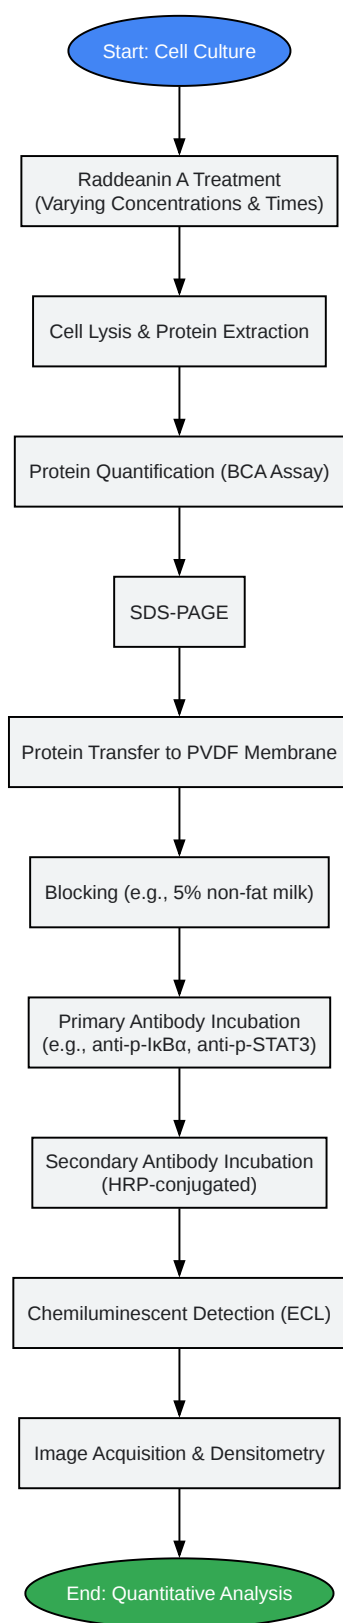 Start: Cell Culture
Raddeanin A Treatment
(Varying Concentrations & Times)
Cell Lysis & Protein Extraction
Protein Quantification (BCA Assay)
SDS-PAGE
Protein Transfer to PVDF Membrane
Blocking (e.g., 5% non-fat milk)
Primary Antibody Incubation
(e.g., anti-p-IκBα, anti-p-STAT3)
Secondary Antibody Incubation
(HRP-conjugated)
Chemiluminescent Detection (ECL)
Image Acquisition & Densitometry
End: Quantitative Analysis